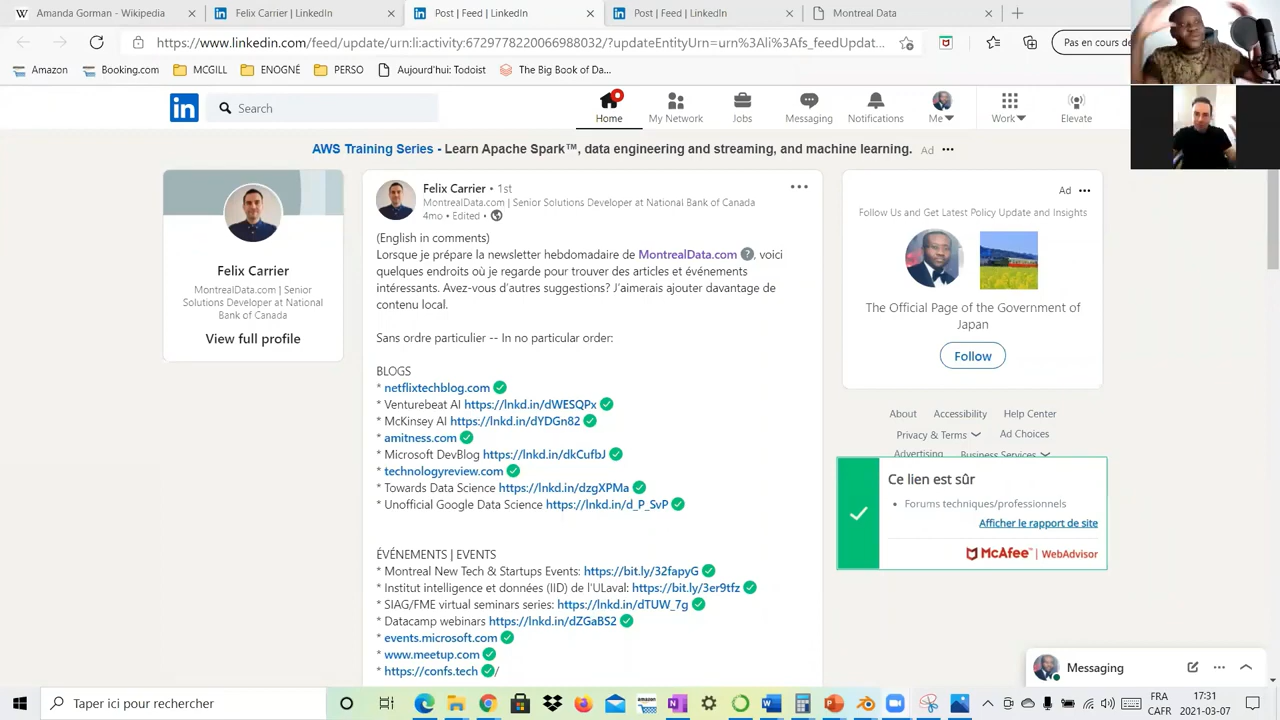 Amanda Gorman - Wikipedia
Felix Carrier | LinkedIn
Post | Feed | LinkedIn
Post | Feed | LinkedIn
Montreal Data
https://www.linkedin.com/feed/update/urn:li:activity:6729778220066988032/?updateEntityUrn=urn%3Ali%3Afs_feedUpdat...
Pas en cours de
Amazon
Booking.com
MCGILL
ENOGNÉ
PERSO
Aujourd'hui: Todoist
The Big Book of Da...
Search
Home
My Network
Jobs
Messaging
Notifications
Me
Work
Elevate
AWS Training Series - Learn Apache Spark™, data engineering and streaming, and machine learning. Ad
Felix Carrier
MontrealData.com | Senior
Solutions Developer at National
Bank of Canada
View full profile
Felix Carrier • 1st
MontrealData.com | Senior Solutions Developer at National Bank of Canada
4mo • Edited •
(English in comments)
Lorsque je prépare la newsletter hebdomadaire de MontrealData.com, voici
quelques endroits où je regarde pour trouver des articles et événements
intéressants. Avez-vous d'autres suggestions? J'aimerais ajouter davantage de
contenu local.
Sans ordre particulier -- In no particular order:
BLOGS
* netflixtechblog.com
* Venturebeat AI https://lnkd.in/dWESQPx
* McKinsey AI https://lnkd.in/dYDGn82
* amitness.com
* Microsoft DevBlog https://lnkd.in/dkCufbJ
* technologyreview.com
* Towards Data Science https://lnkd.in/dzgXPMa
* Unofficial Google Data Science https://lnkd.in/d_P_SvP
ÉVÉNEMENTS | EVENTS
* Montreal New Tech & Startups Events: https://bit.ly/32fapyG
* Institut intelligence et données (IID) de l'ULaval: https://bit.ly/3er9tfz
* SIAG/FME virtual seminars series: https://lnkd.in/dTUW_7g
* Datacamp webinars https://lnkd.in/dZGaBS2
* events.microsoft.com
* www.meetup.com
* https://confs.tech /
Ad
Follow Us and Get Latest Policy Update and Insights
The Official Page of the Government of
Japan
Follow
About
Accessibility
Help Center
Privacy & Terms
Ad Choices
Advertising
Business Services
Ce lien est sûr
• Forums techniques/professionnels
Afficher le rapport de site
McAfee™ | WebAdvisor
Messaging
Taper ici pour rechercher
FRA
CAFR
17:31
2021-03-07